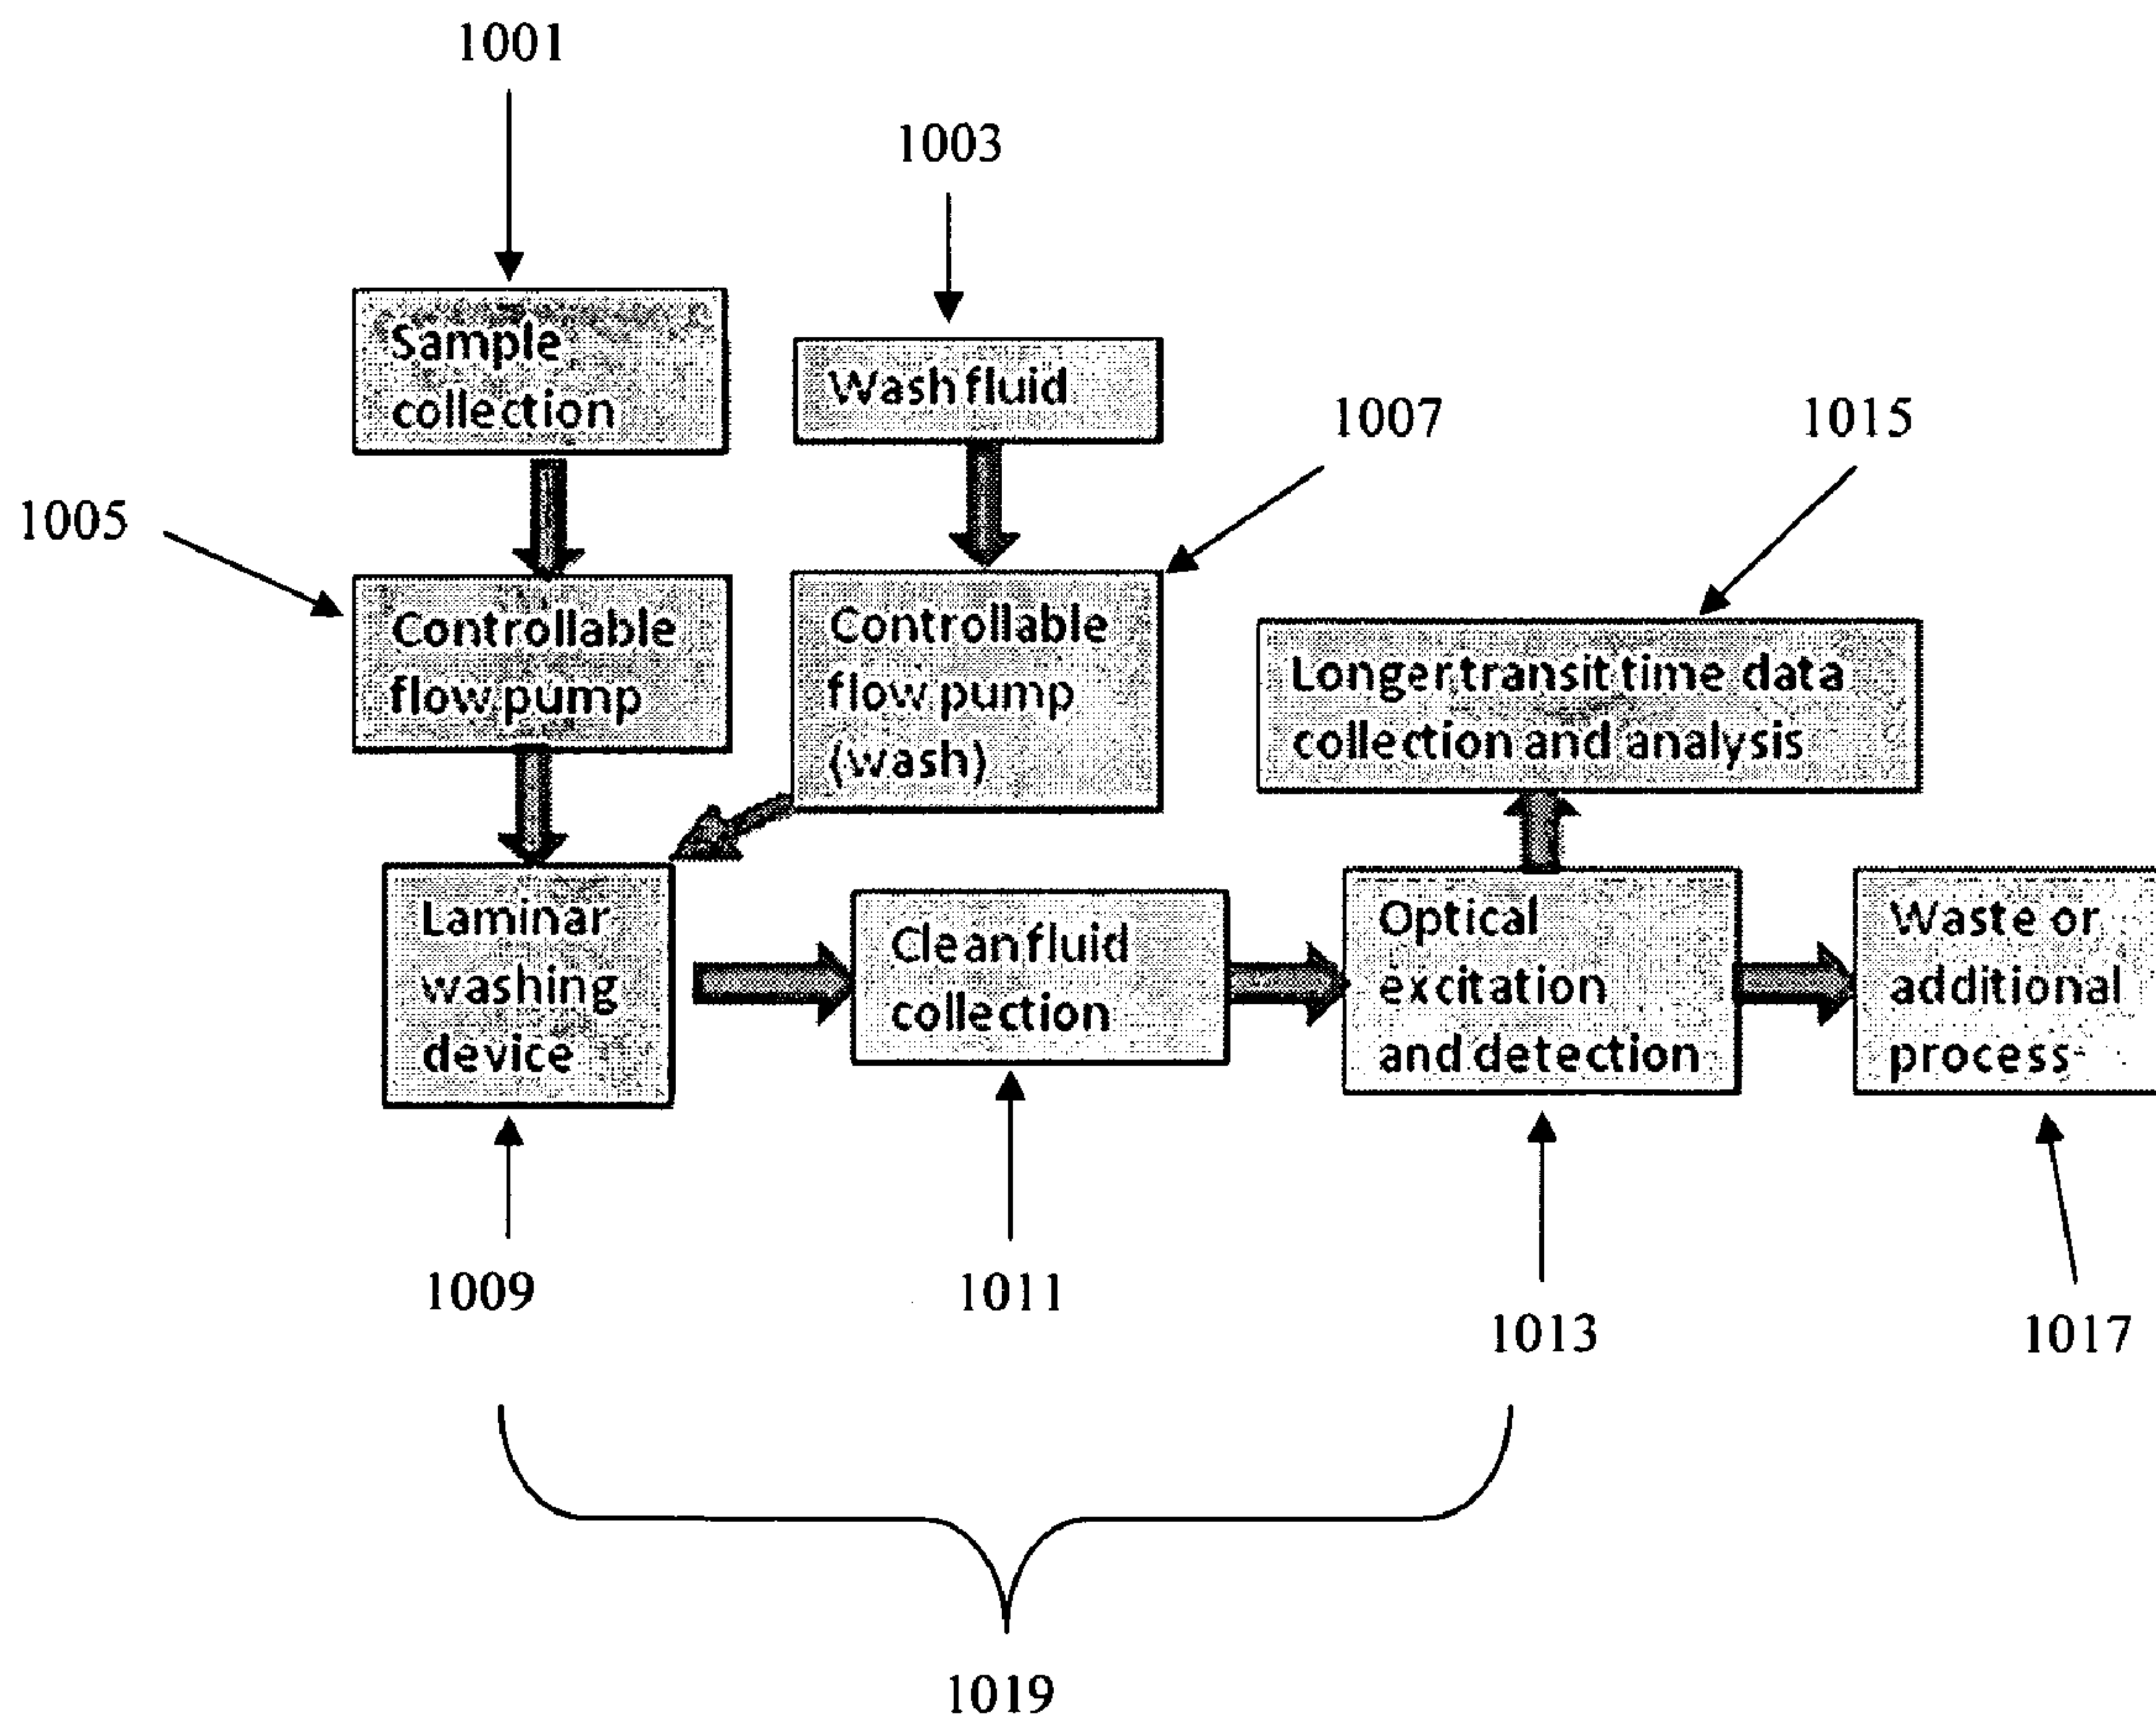 1001
1003
Sample
collection
Wash fluid
1007
1015
1005
Controllable
flow pump
Controllable
flow pump
(wash)
Longer transit time data
collection and analysis
Laminar
washing
device
Clean fluid
collection
Optical
excitation
and detection
Waste or
additional
process
1009
1011
1013
1017
1019